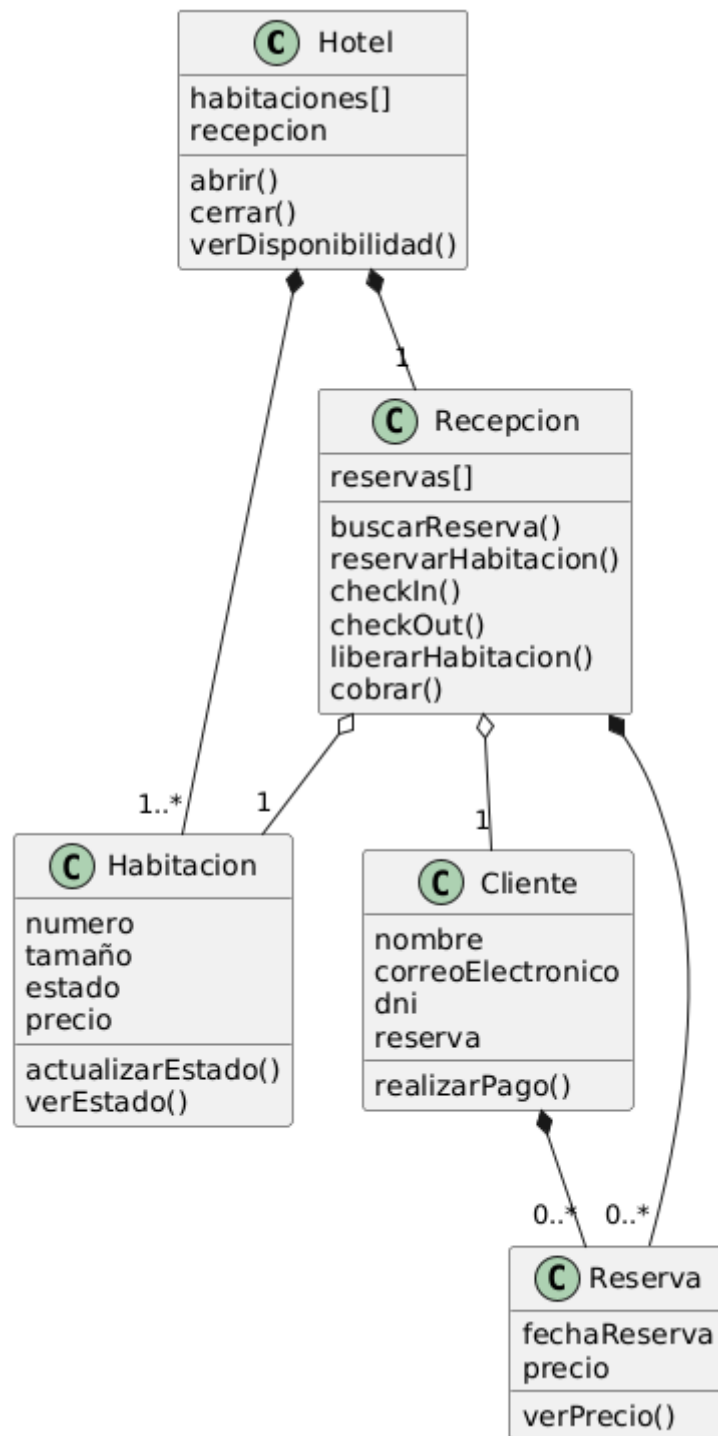 C Hotel
habitaciones[]
recepcion
abrir()
cerrar()
verDisponibilidad()
1
C Recepcion
reservas[]
buscarReserva()
reservarHabitacion()
checkIn()
checkOut()
liberarHabitacion()
cobrar()
1..*
1
1
C Habitacion
numero
tamaño
estado
precio
actualizarEstado()
verEstado()
C Cliente
nombre
correoElectronico
dni
reserva
realizarPago()
0..*
0..*
C Reserva
fechaReserva
precio
verPrecio()